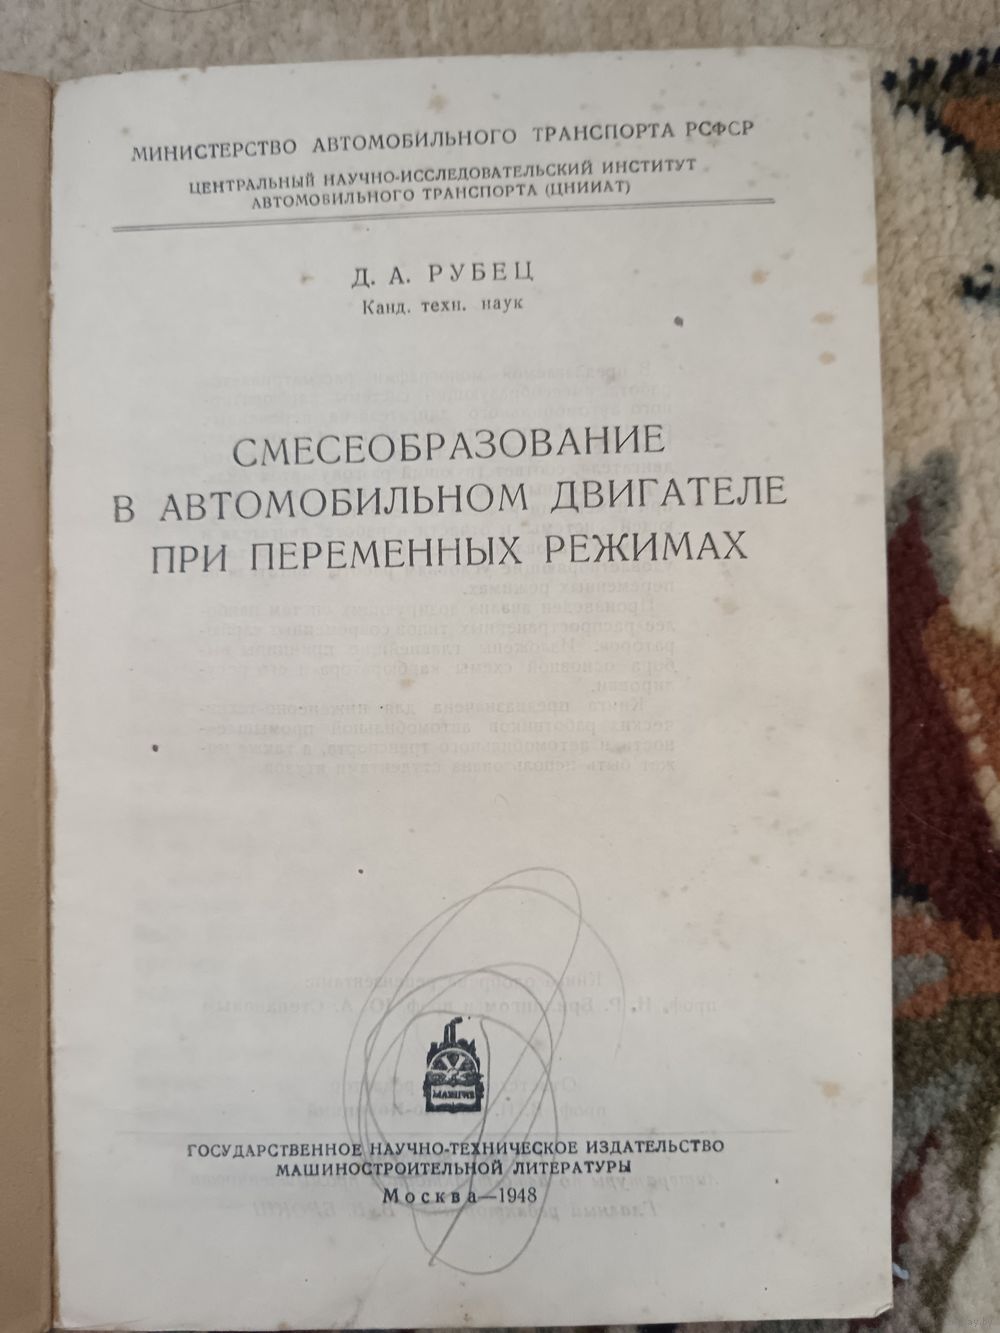 МИНИСТЕРСТВО АВТОМОБИЛЬНОГО ТРАНСПОРТА РСФСР
ЦЕНТРАЛЬНЫЙ НАУЧНО-ИССЛЕДОВАТЕЛЬСКИЙ ИНСТИТУТ
АВТОМОБИЛЬНОГО ТРАНСПОРТА (ЦНИИАТ)
Д. А. РУБЕЦ
Канд. техн. наук
СМЕСЕОБРАЗОВАНИЕ
В АВТОМОБИЛЬНОМ ДВИГАТЕЛЕ
ПРИ ПЕРЕМЕННЫХ РЕЖИМАХ
МАШГИЗ
ГОСУДАРСТВЕННОЕ НАУЧНО-ТЕХНИЧЕСКОЕ ИЗДАТЕЛЬСТВО
МАШИНОСТРОИТЕЛЬНОЙ ЛИТЕРАТУРЫ
Москва—1948